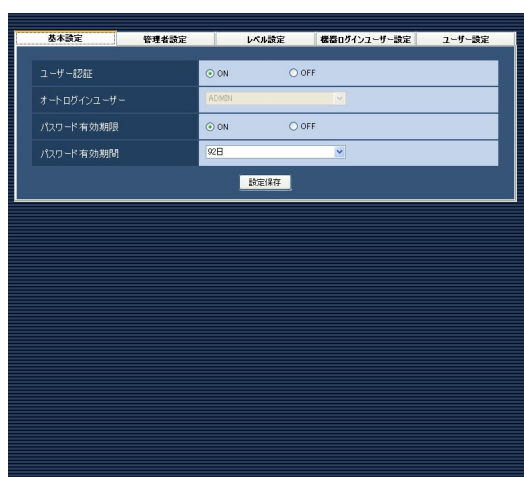 基本設定 管理者設定 レベル設定 機器ログインユーザー設定 ユーザー設定
ユーザー認証 ON OFF
オートログインユーザー ADMIN
パスワード有効期限 ON OFF
パスワード有効期間 92日
設定保存